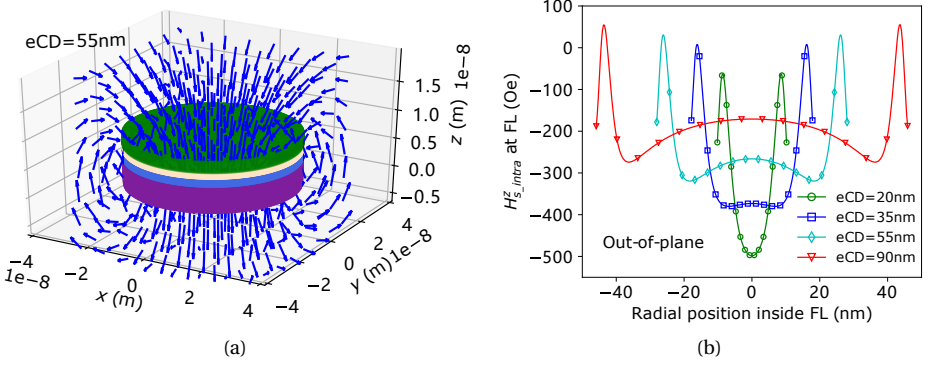 eCD=55nm
1.5
1.0
0.5
0.0
−0.5
z (m) 1e−8
−4
−2
0
2
4
1e−8
x (m)
−4
−2
0
2
4
y (m)1e−8
(a)
100
0
−100
−200
−300
−400
−500
H^z_{s_intra} at FL (Oe)
Out-of-plane
eCD=20nm
eCD=35nm
eCD=55nm
eCD=90nm
−40
−20
0
20
40
Radial position inside FL (nm)
(b)